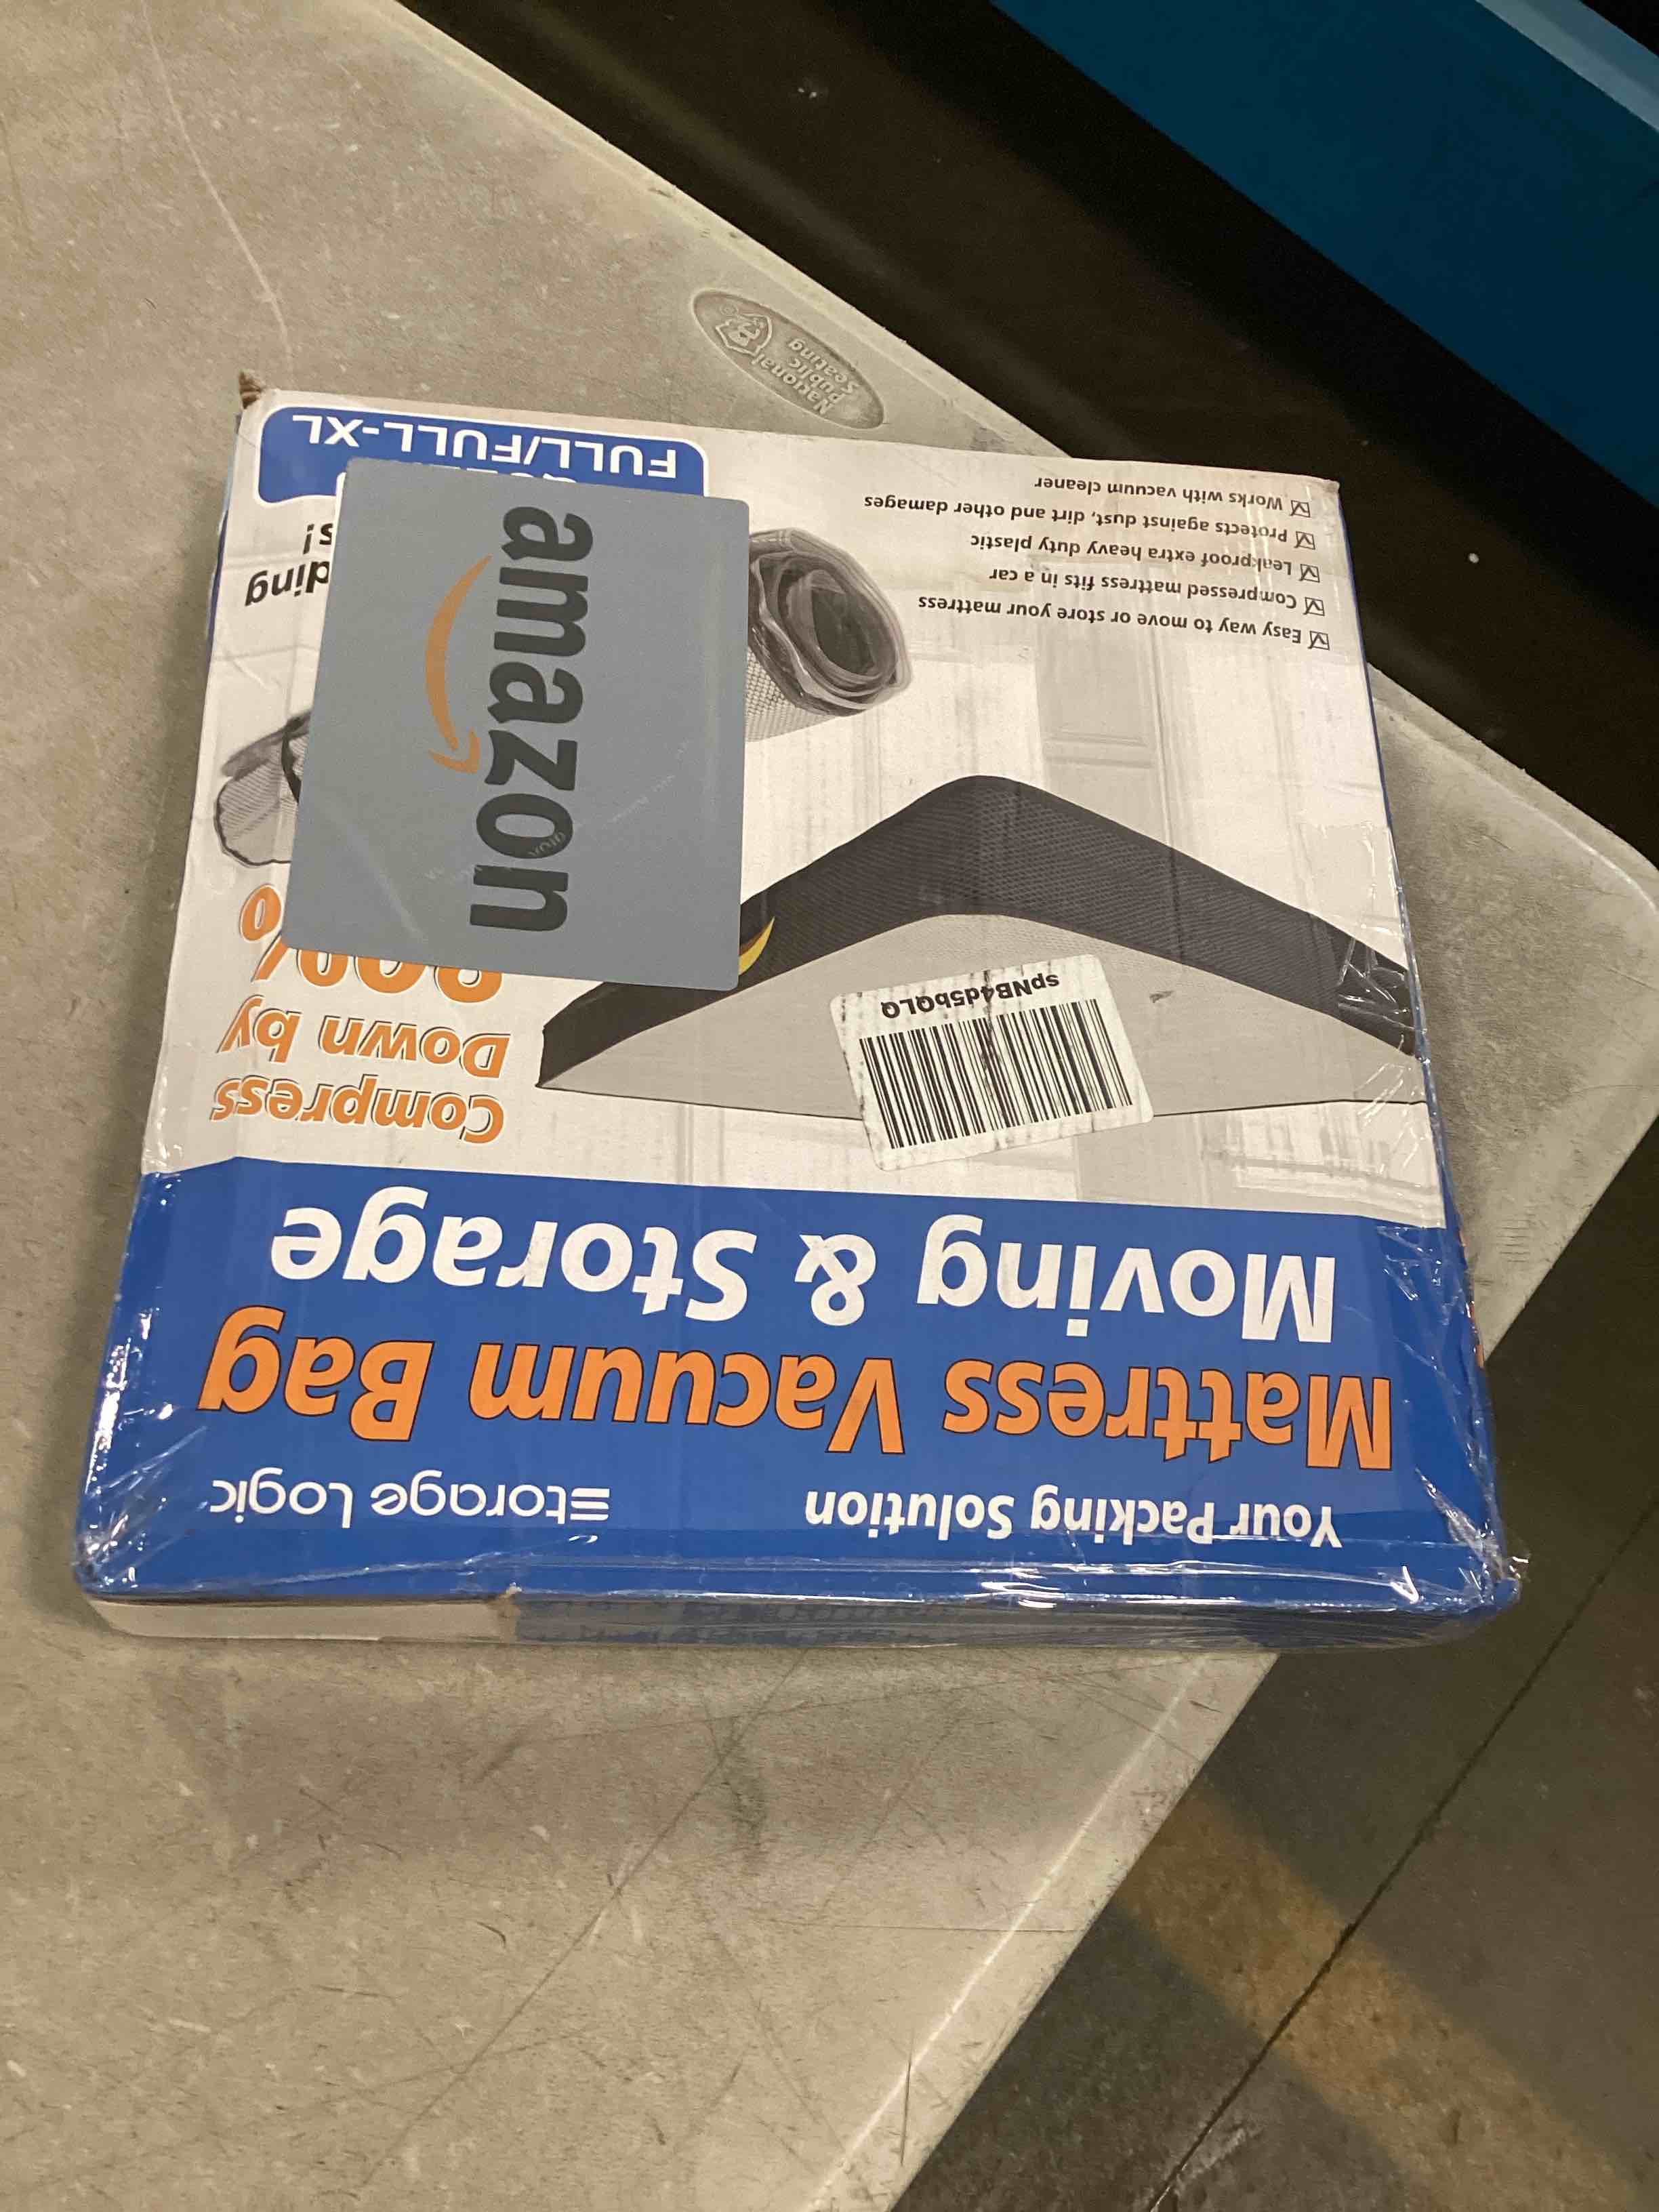 Your Packing Solution
Storage Logic
Mattress Vacuum Bag
Moving & Storage
spNB4d5bQLQ
Compress
Down by
%
Easy way to move or store your mattress
Compressed mattress fits in a car
Leakproof extra heavy duty plastic
Protects against dust, dirt and other damages
Works with vacuum cleaner
FULL/FULL-XL
amazon
National
Public
Seating